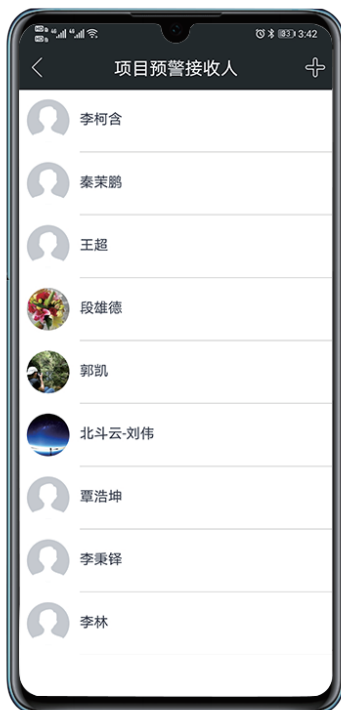 83 3:42
项目预警接收人
李柯含
秦茉鹏
王超
段雄德
郭凯
北斗云-刘伟
覃浩坤
李秉铎
李林